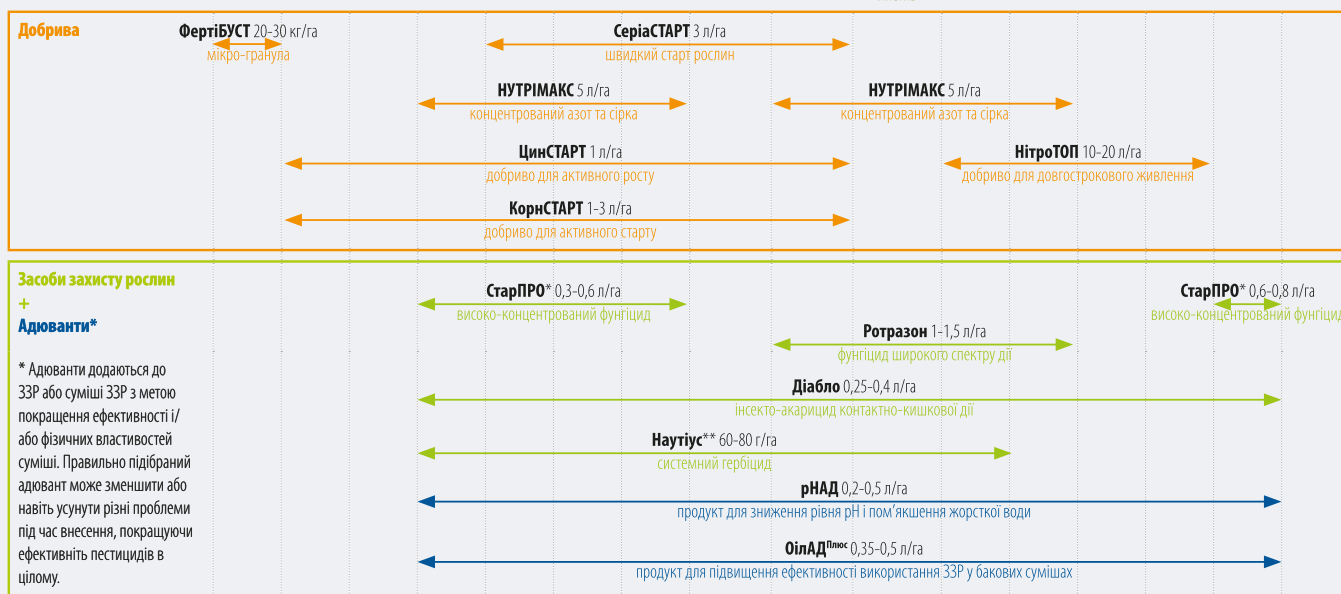 Добрива
ФертіБУСТ 20-30 кг/га
мікро-гранула
СеріаСТАРТ 3 л/га
швидкий старт рослин
НУТРІМАКС 5 л/га
концентрований азот та сірка
НУТРІМАКС 5 л/га
концентрований азот та сірка
ЦинСТАРТ 1 л/га
добриво для активного росту
НітроТОП 10-20 л/га
добриво для довгострокового живлення
КорнСТАРТ 1-3 л/га
добриво для активного старту
Засоби захисту рослин
+
Адюванти*
* Адюванти додаються до
ЗЗР або суміші ЗЗР з метою
покращення ефективності і/
або фізичних властивостей
суміші. Правильно підібраний
адювант може зменшити або
навіть усунути різні проблеми
під час внесення, покращуючи
ефективніть пестицидів в
цілому.
СтарПРО* 0,3-0,6 л/га
високо-концентрований фунгіцид
СтарПРО* 0,6-0,8 л/га
високо-концентрований фунгіцид
Ротразон 1-1,5 л/га
фунгіцид широкого спектру дії
Діабло 0,25-0,4 л/га
інсекто-акарицид контактно-кишкової дії
Наутіус** 60-80 г/га
системний гербіцид
рНАД 0,2-0,5 л/га
продукт для зниження рівня рН і пом’якшення жорсткої води
ОілАДПлюс 0,35-0,5 л/га
продукт для підвищення ефективності використання ЗЗР у бакових сумішах